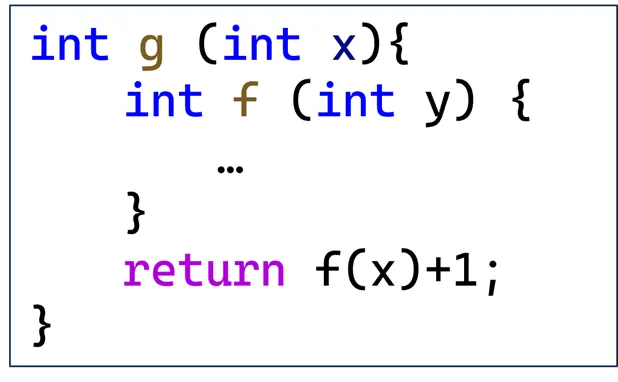 int g (int x){
    int f (int y) {
        …
    }
    return f(x)+1;
}